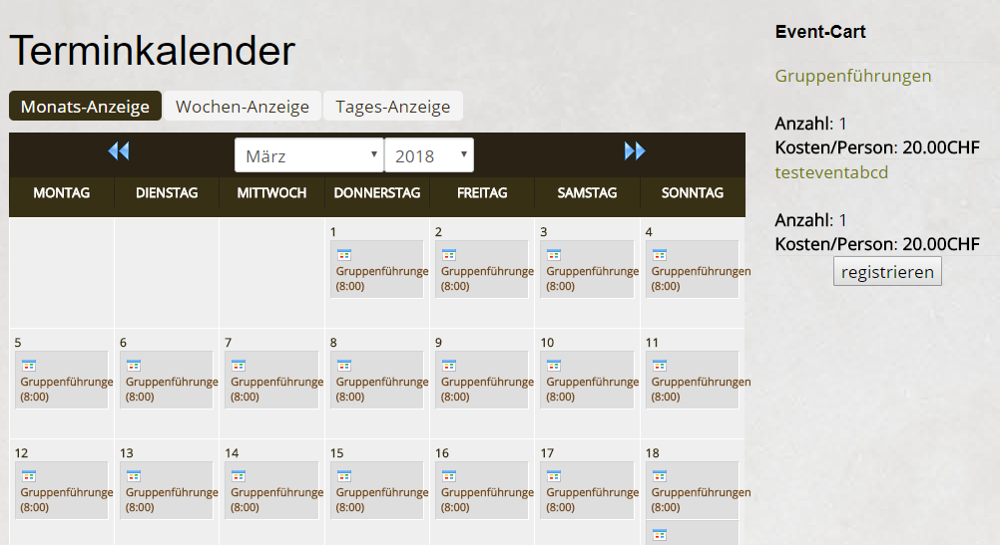 Terminkalender
Monats-Anzeige Wochen-Anzeige Tages-Anzeige
März 2018
MONTAG DIENSTAG MITTWOCH DONNERSTAG FREITAG SAMSTAG SONNTAG
1 2 3 4
Gruppenführunge Gruppenführunge Gruppenführunge Gruppenführungen
(8:00) (8:00) (8:00) (8:00)
5 6 7 8 9 10 11
Gruppenführunge Gruppenführunge Gruppenführunge Gruppenführunge Gruppenführunge Gruppenführunge Gruppenführungen
(8:00) (8:00) (8:00) (8:00) (8:00) (8:00) (8:00)
12 13 14 15 16 17 18
Gruppenführunge Gruppenführunge Gruppenführunge Gruppenführunge Gruppenführunge Gruppenführunge Gruppenführungen
(8:00) (8:00) (8:00) (8:00) (8:00) (8:00) (8:00)
Event-Cart
Gruppenführungen
Anzahl: 1
Kosten/Person: 20.00CHF
testeventabcd
Anzahl: 1
Kosten/Person: 20.00CHF
registrieren